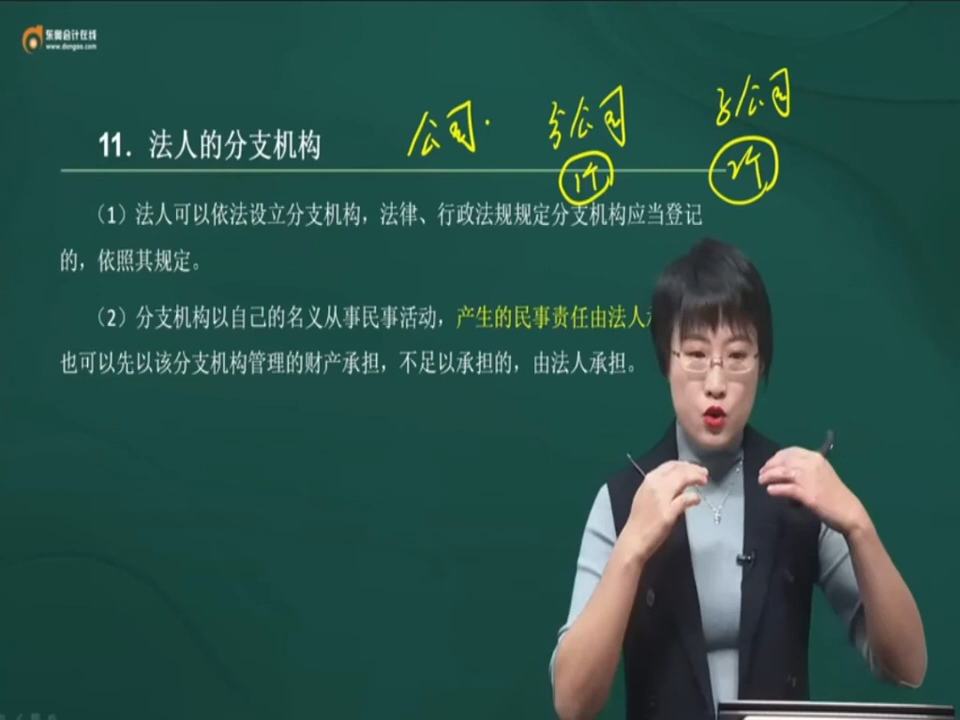 东奥会计在线
www.dongao.com
公司. 分公司 子公司
11. 法人的分支机构
1个 2个
（1）法人可以依法设立分支机构，法律、行政法规规定分支机构应当登记
的，依照其规定。
（2）分支机构以自己的名义从事民事活动，产生的民事责任由法人
也可以先以该分支机构管理的财产承担，不足以承担的，由法人承担。